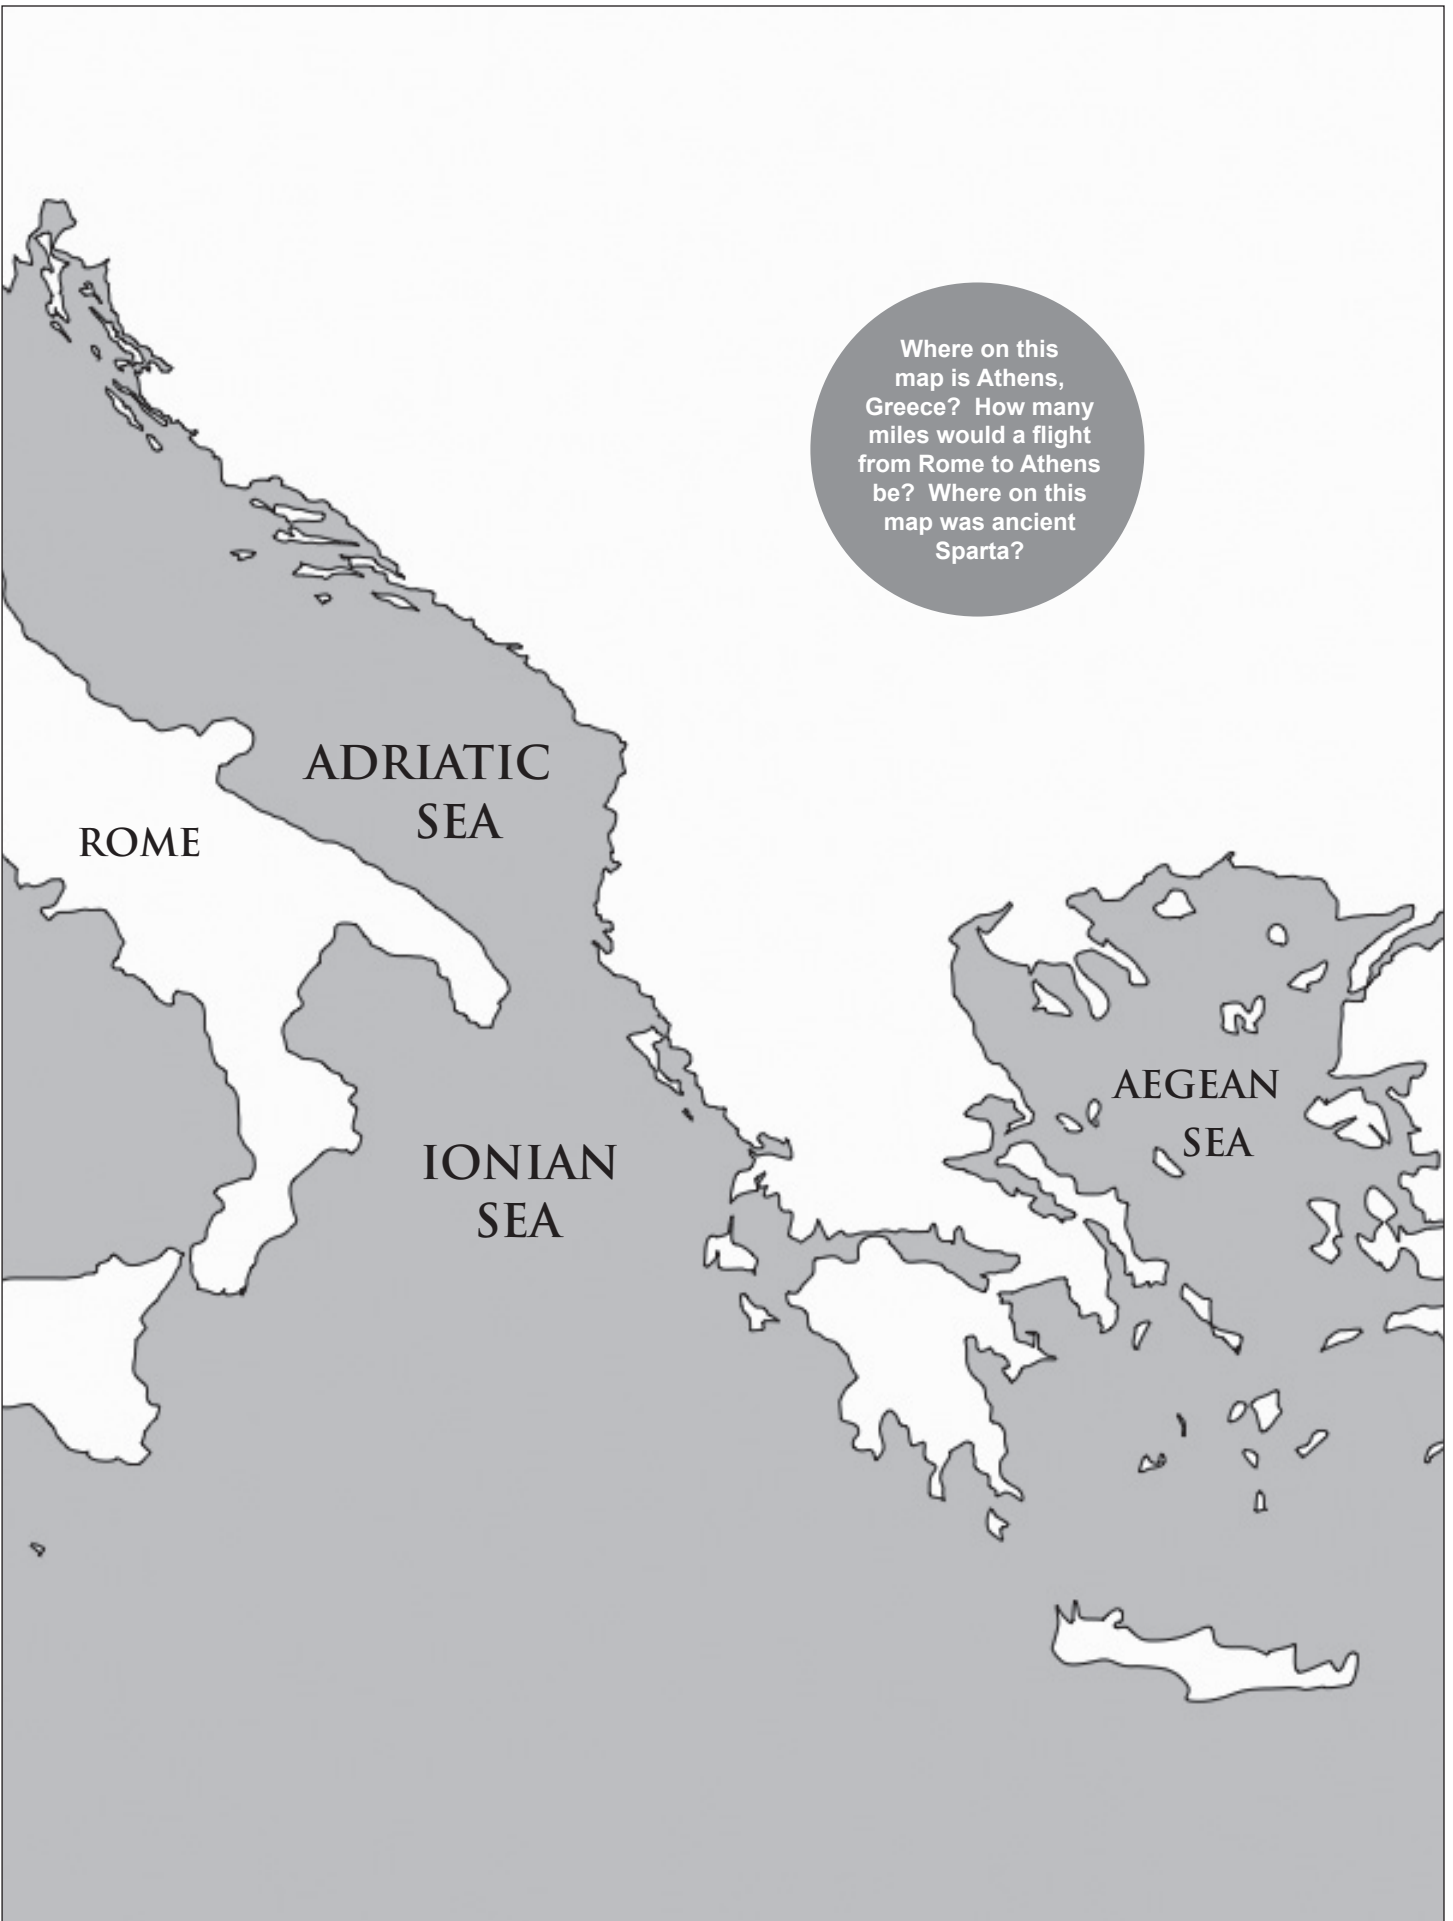 Where on this
map is Athens,
Greece?  How many
miles would a flight
from Rome to Athens
be?  Where on this
map was ancient
Sparta?
ADRIATIC
SEA
ROME
AEGEAN
SEA
IONIAN
SEA